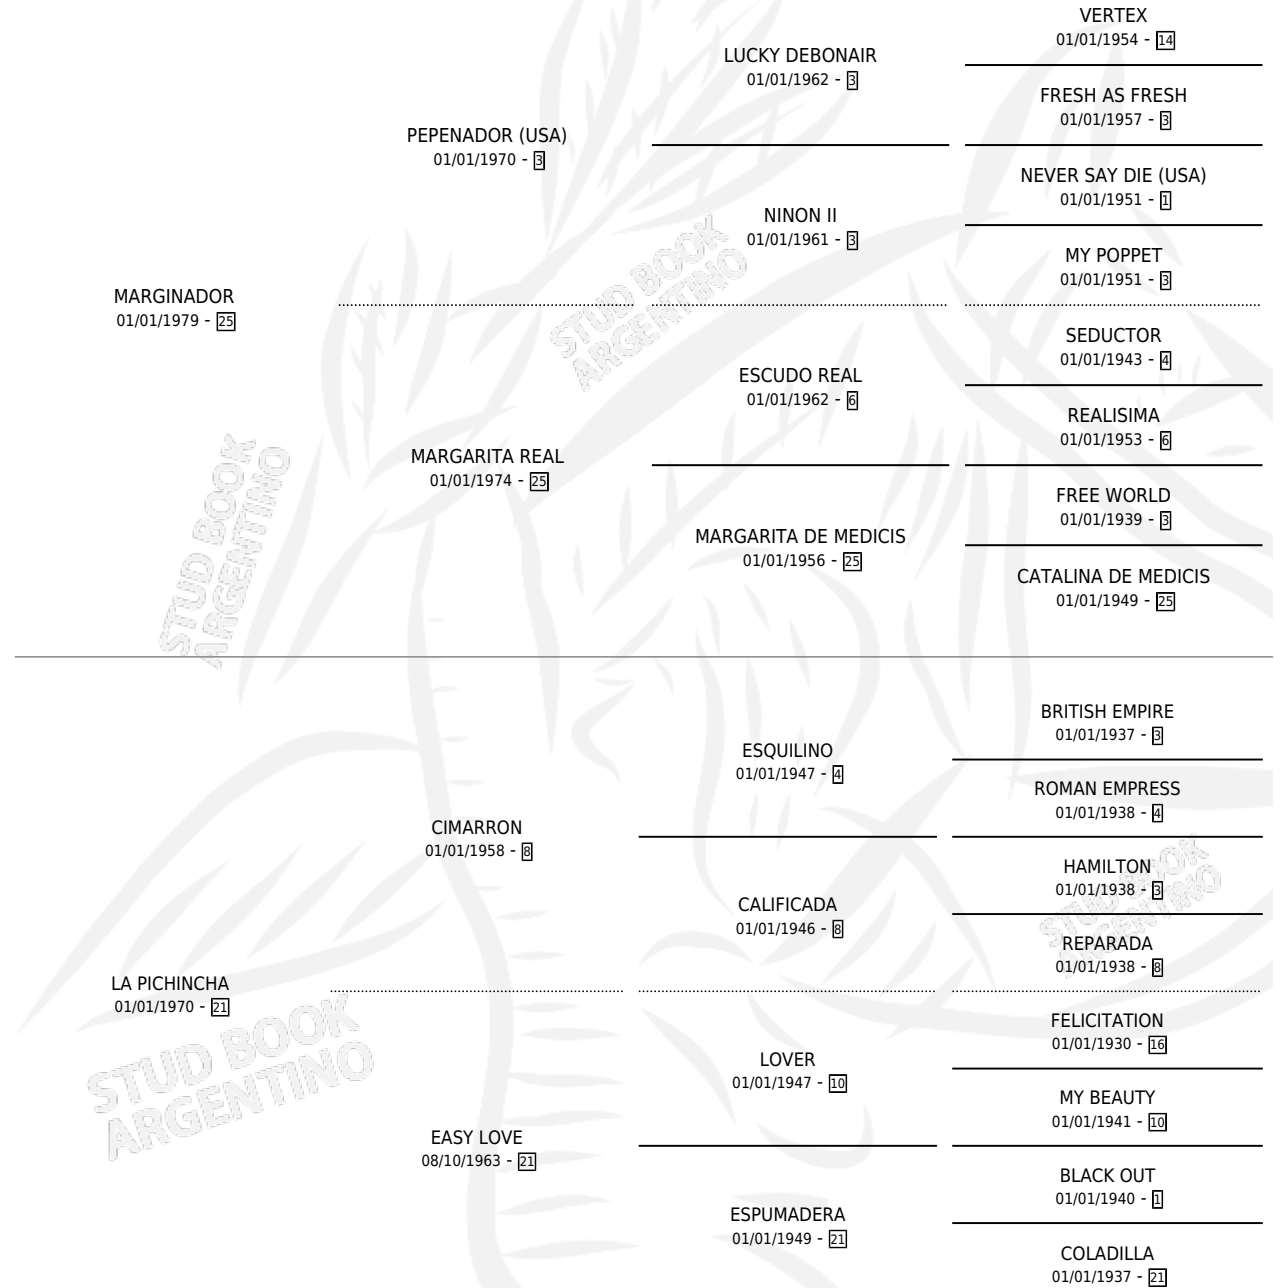 VERTEX
01/01/1954 - 14
LUCKY DEBONAIR
01/01/1962 - 3
FRESH AS FRESH
01/01/1957 - 3
PEPENADOR (USA)
01/01/1970 - 3
NEVER SAY DIE (USA)
01/01/1951 - 1
NINON II
01/01/1961 - 3
MY POPPET
01/01/1951 - 3
MARGINADOR
01/01/1979 - 25
STUD BOOK
ARGENTINO
SEDUCTOR
01/01/1943 - 4
ESCUDO REAL
01/01/1962 - 6
REALISIMA
01/01/1953 - 6
MARGARITA REAL
01/01/1974 - 25
FREE WORLD
01/01/1939 - 3
MARGARITA DE MEDICIS
01/01/1956 - 25
CATALINA DE MEDICIS
01/01/1949 - 25
STUD BOOK
ARGENTINO
BRITISH EMPIRE
01/01/1937 - 3
ESQUILINO
01/01/1947 - 4
ROMAN EMPRESS
01/01/1938 - 4
CIMARRON
01/01/1958 - 8
HAMILTON
01/01/1938 - 3
CALIFICADA
01/01/1946 - 8
REPARADA
01/01/1938 - 8
STUD BOOK
ARGENTINO
LA PICHINCHA
01/01/1970 - 21
FELICITATION
01/01/1930 - 16
LOVER
01/01/1947 - 10
MY BEAUTY
01/01/1941 - 10
STUD BOOK
ARGENTINO
EASY LOVE
08/10/1963 - 21
BLACK OUT
01/01/1940 - 1
ESPUMADERA
01/01/1949 - 21
COLADILLA
01/01/1937 - 21